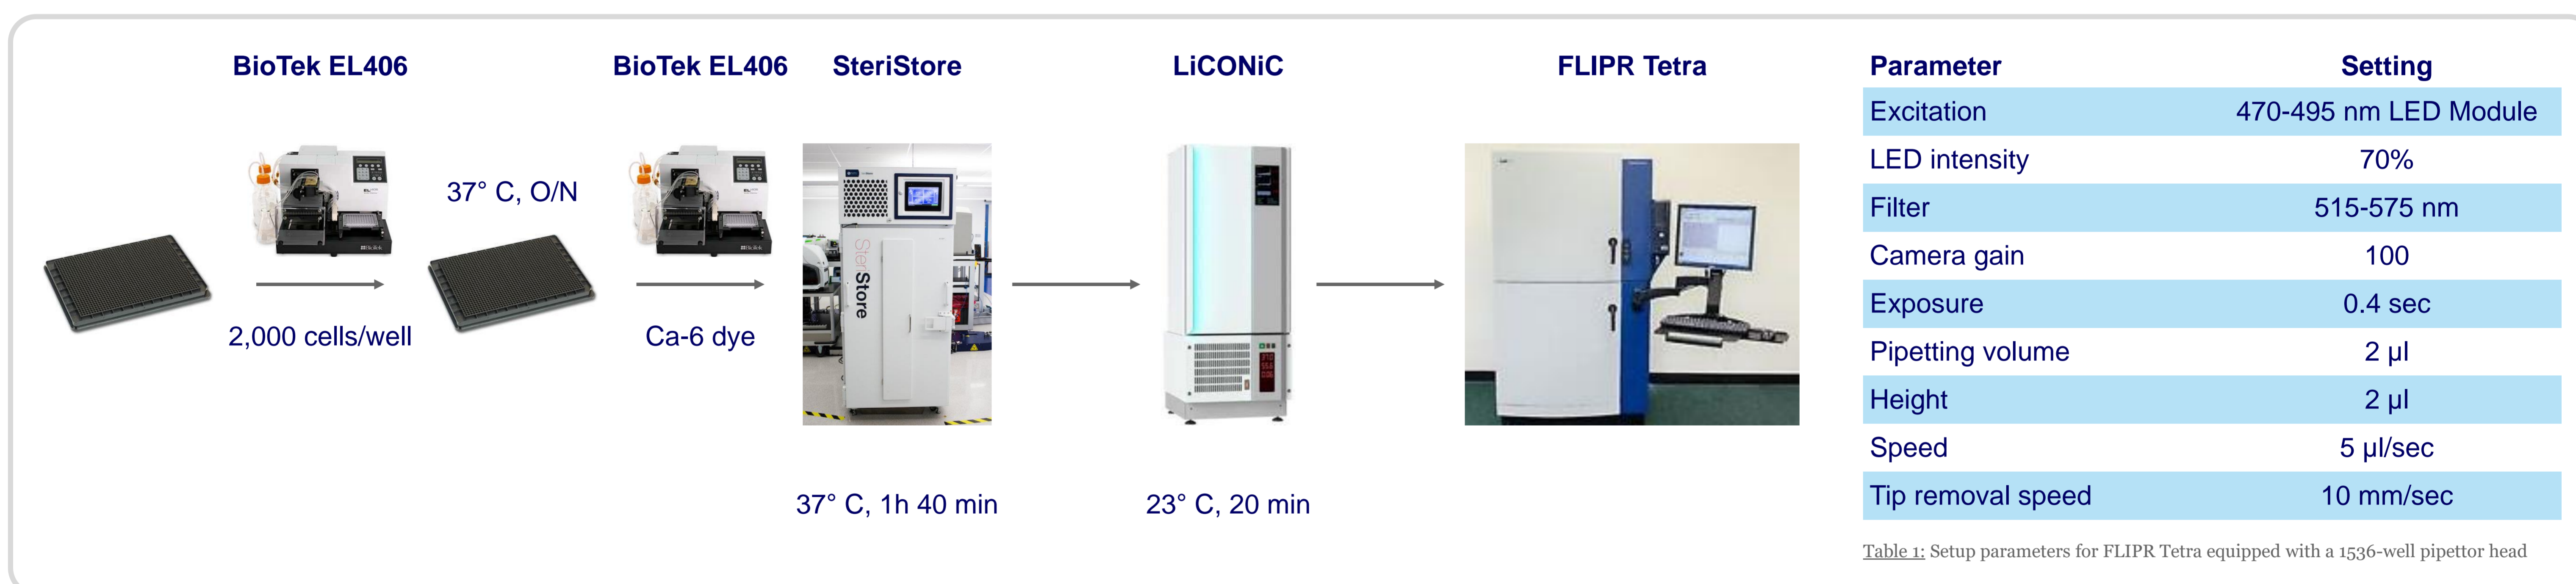 BioTek EL406
BioTek EL406
SteriStore
LiCONiC
FLIPR Tetra
37° C, O/N
2,000 cells/well
Ca-6 dye
SteriStore
37° C, 1h 40 min
23° C, 20 min
Parameter Setting
Excitation 470-495 nm LED Module
LED intensity 70%
Filter 515-575 nm
Camera gain 100
Exposure 0.4 sec
Pipetting volume 2 µl
Height 2 µl
Speed 5 µl/sec
Tip removal speed 10 mm/sec
Table 1: Setup parameters for FLIPR Tetra equipped with a 1536-well pipettor head